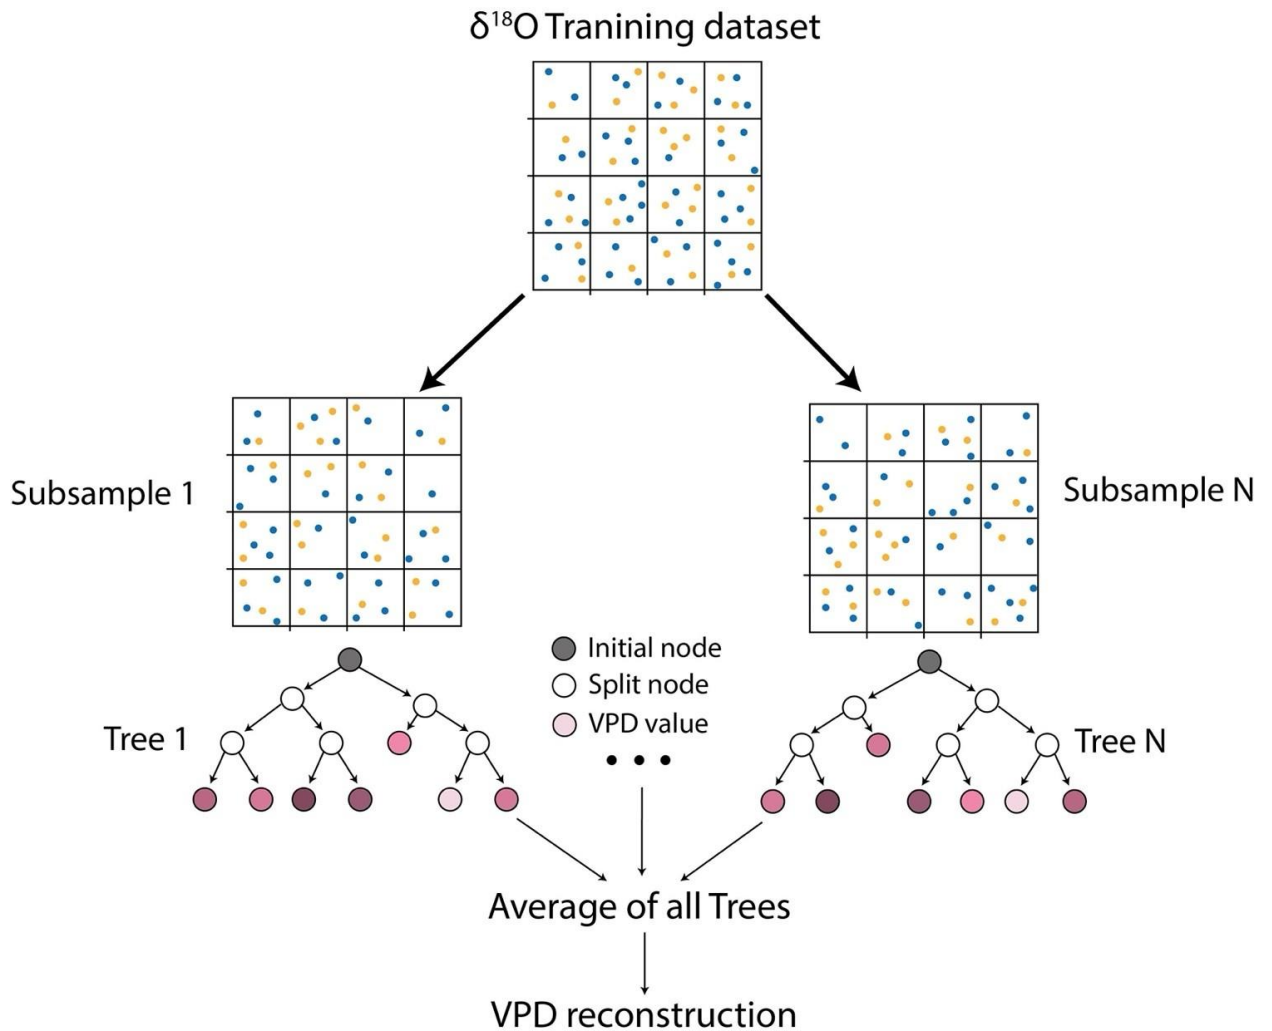 δ¹⁸O Tranining dataset
Subsample 1
Subsample N
Initial node
Split node
VPD value
Tree 1
Tree N
Average of all Trees
VPD reconstruction